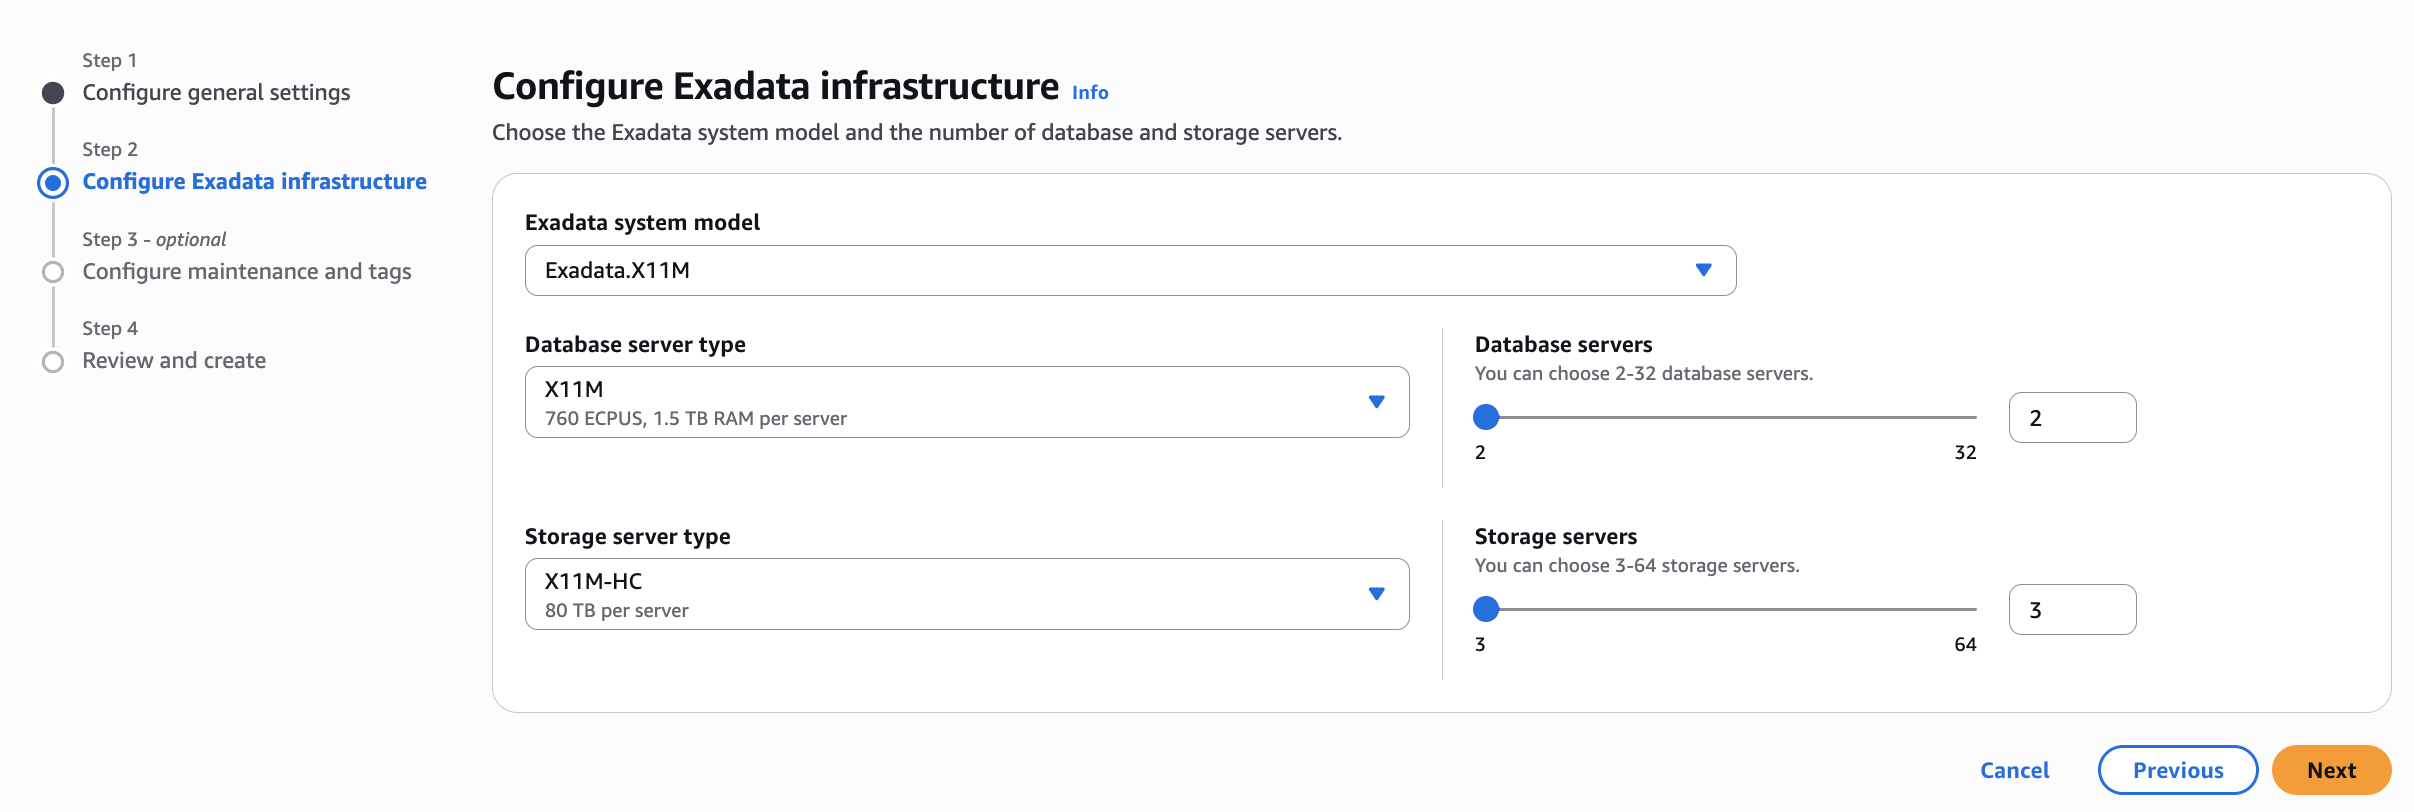 Step 1
Configure general settings
Step 2
Configure Exadata infrastructure
Step 3 - optional
Configure maintenance and tags
Step 4
Review and create
Configure Exadata infrastructure Info
Choose the Exadata system model and the number of database and storage servers.
Exadata system model
Exadata.X11M
Database server type
X11M
760 ECPUS, 1.5 TB RAM per server
Database servers
You can choose 2-32 database servers.
2
2
32
Storage server type
X11M-HC
80 TB per server
Storage servers
You can choose 3-64 storage servers.
3
3
64
Cancel
Previous
Next